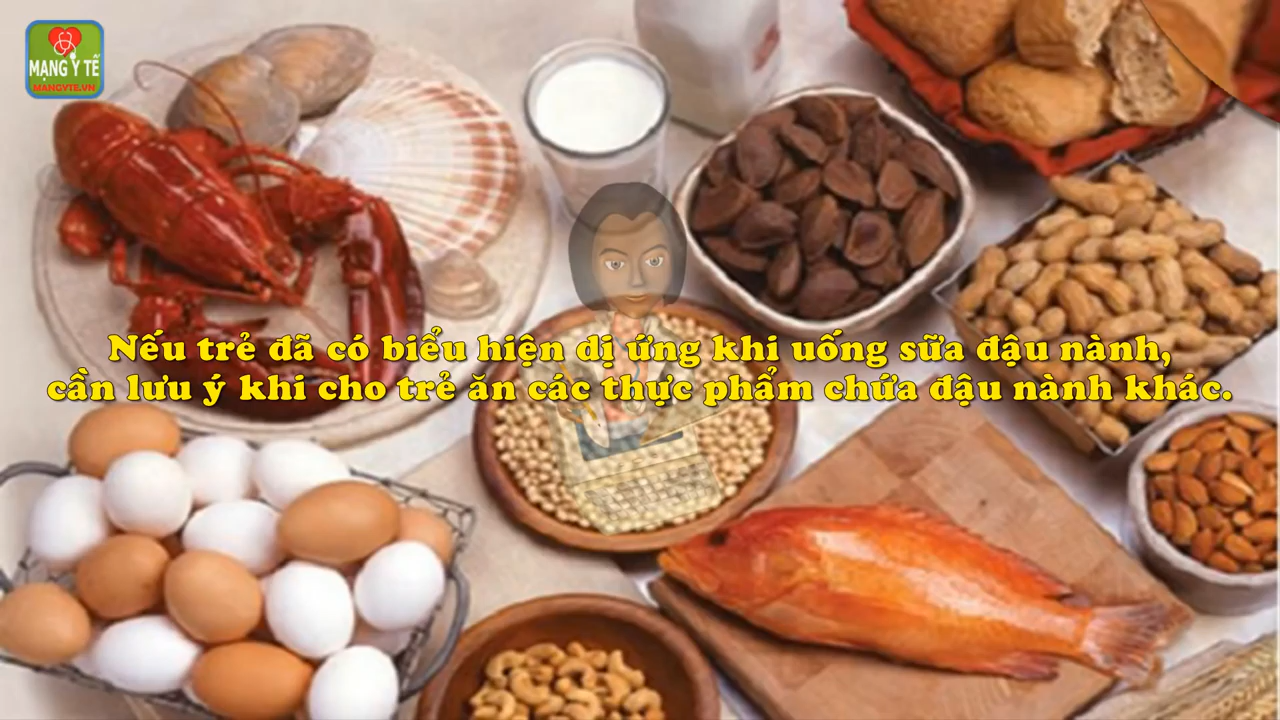 MẠNG Y TẾ
MANGYTE.VN
Nếu trẻ đã có biểu hiện dị ứng khi uống sữa đậu nành,
cần lưu ý khi cho trẻ ăn các thực phẩm chứa đậu nành khác.